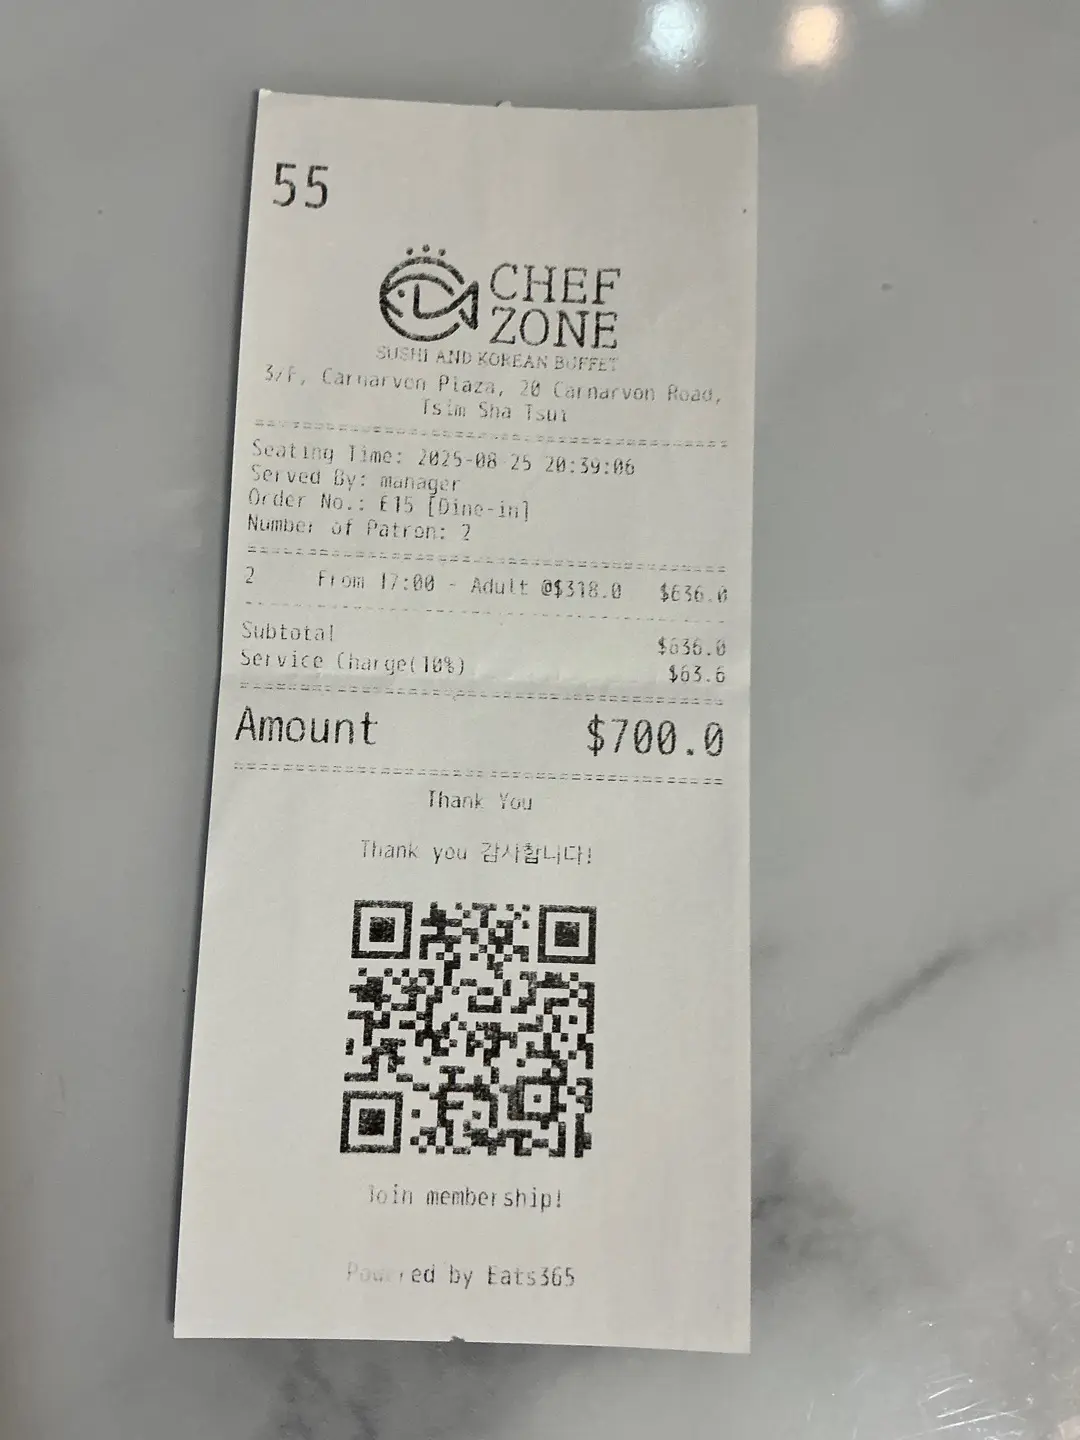 55
CHEF
ZONE
SUSHI AND KOREAN BUFFET
3/F, Carnarvon Plaza, 20 Carnarvon Road,
Tsim Sha Tsui
Seating Time: 2025-08-25 20:39:06
Served By: manager
Order No.: E15 [Dine-in]
Number of Patron: 2
2 From 17:00 - Adult @$318.0 $636.0
Subtotal $636.0
Service Charge(10%) $63.6
Amount $700.0
Thank You
Thank you 감사합니다!
Join membership!
Powered by Eats365